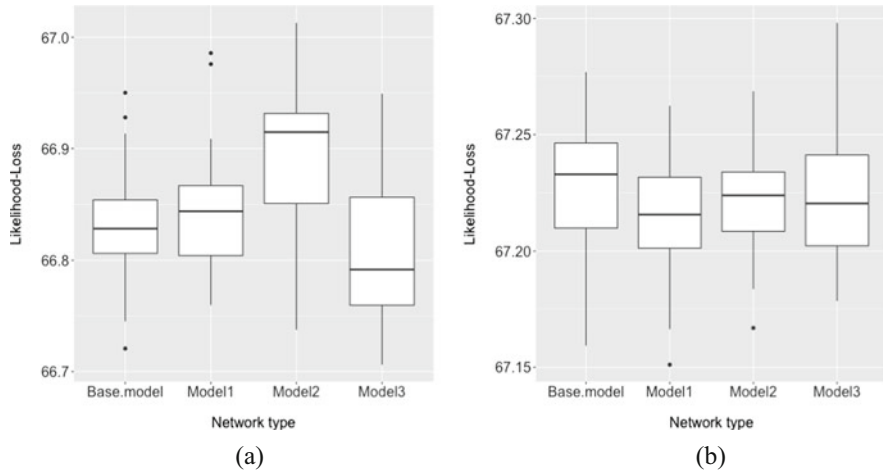 67.0
66.9
66.8
66.7
Likelihood-Loss
Base.model Model1 Model2 Model3
Network type
(a)
67.30
67.25
67.20
67.15
Likelihood-Loss
Base.model Model1 Model2 Model3
Network type
(b)